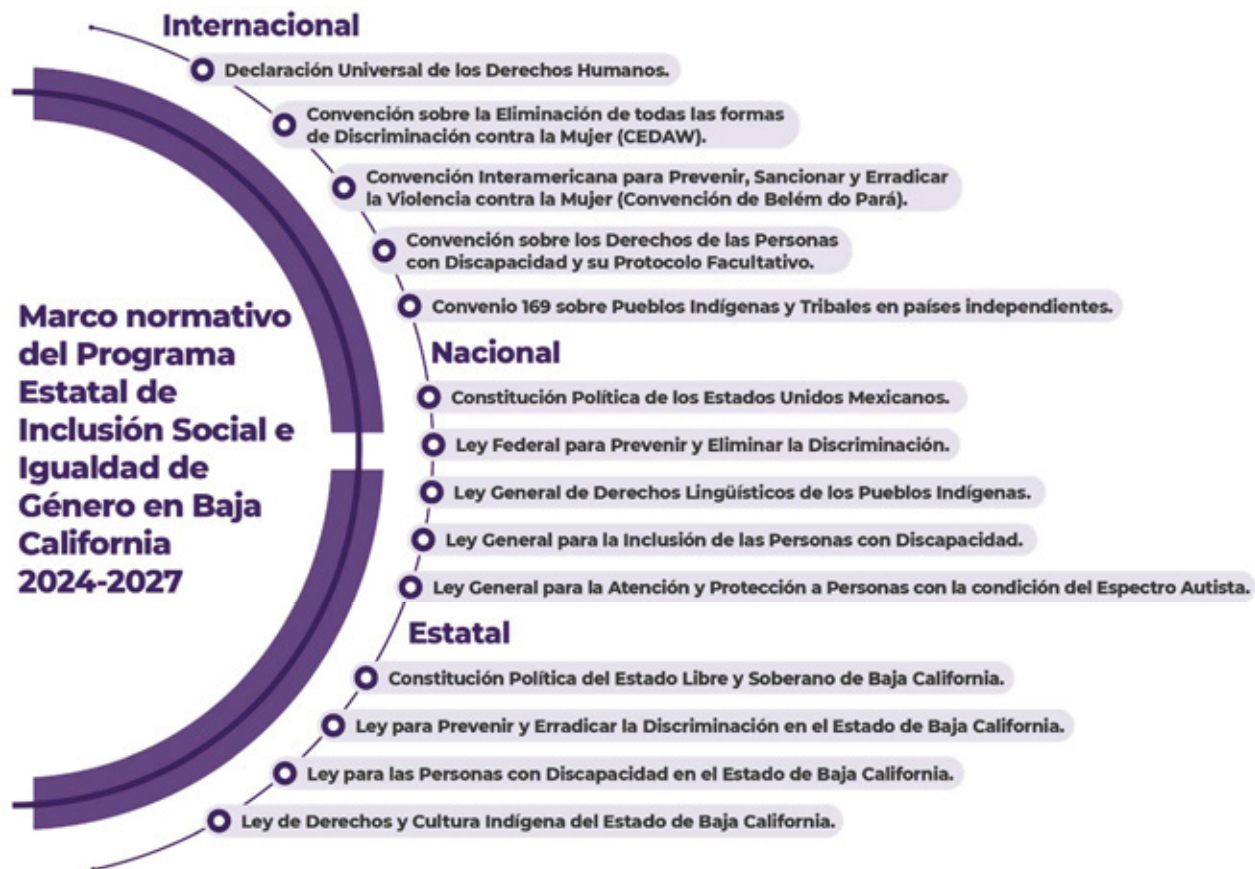 Internacional
Declaración Universal de los Derechos Humanos.
Convención sobre la Eliminación de todas las formas
de Discriminación contra la Mujer (CEDAW).
Convención Interamericana para Prevenir, Sancionar y Erradicar
la Violencia contra la Mujer (Convención de Belém do Pará).
Convención sobre los Derechos de las Personas
con Discapacidad y su Protocolo Facultativo.
Convenio 169 sobre Pueblos Indígenas y Tribales en países independientes.
Marco normativo
del Programa
Estatal de
Inclusión Social e
Igualdad de
Género en Baja
California
2024-2027
Nacional
Constitución Política de los Estados Unidos Mexicanos.
Ley Federal para Prevenir y Eliminar la Discriminación.
Ley General de Derechos Lingüísticos de los Pueblos Indígenas.
Ley General para la Inclusión de las Personas con Discapacidad.
Ley General para la Atención y Protección a Personas con la condición del Espectro Autista.
Estatal
Constitución Política del Estado Libre y Soberano de Baja California.
Ley para Prevenir y Erradicar la Discriminación en el Estado de Baja California.
Ley para las Personas con Discapacidad en el Estado de Baja California.
Ley de Derechos y Cultura Indígena del Estado de Baja California.